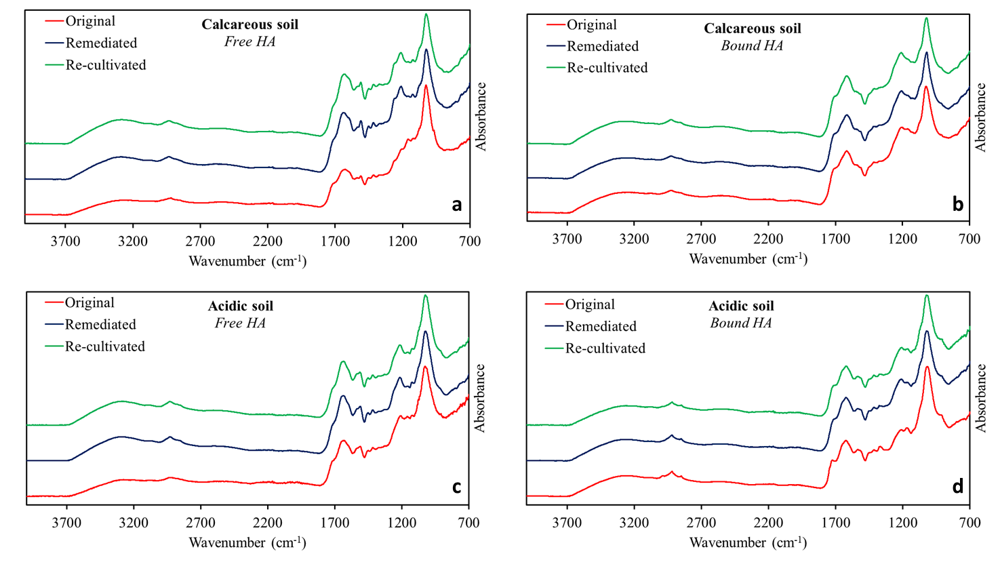 Original
Remediated
Re-cultivated
Calcareous soil
Free HA
Absorbance
a
3700 3200 2700 2200 1700 1200 700
Wavenumber (cm-1)
Original
Remediated
Re-cultivated
Calcareous soil
Bound HA
Absorbance
b
3700 3200 2700 2200 1700 1200 700
Wavenumber (cm-1)
Original
Remediated
Re-cultivated
Acidic soil
Free HA
Absorbance
c
3700 3200 2700 2200 1700 1200 700
Wavenumber (cm-1)
Original
Remediated
Re-cultivated
Acidic soil
Bound HA
Absorbance
d
3700 3200 2700 2200 1700 1200 700
Wavenumber (cm-1)